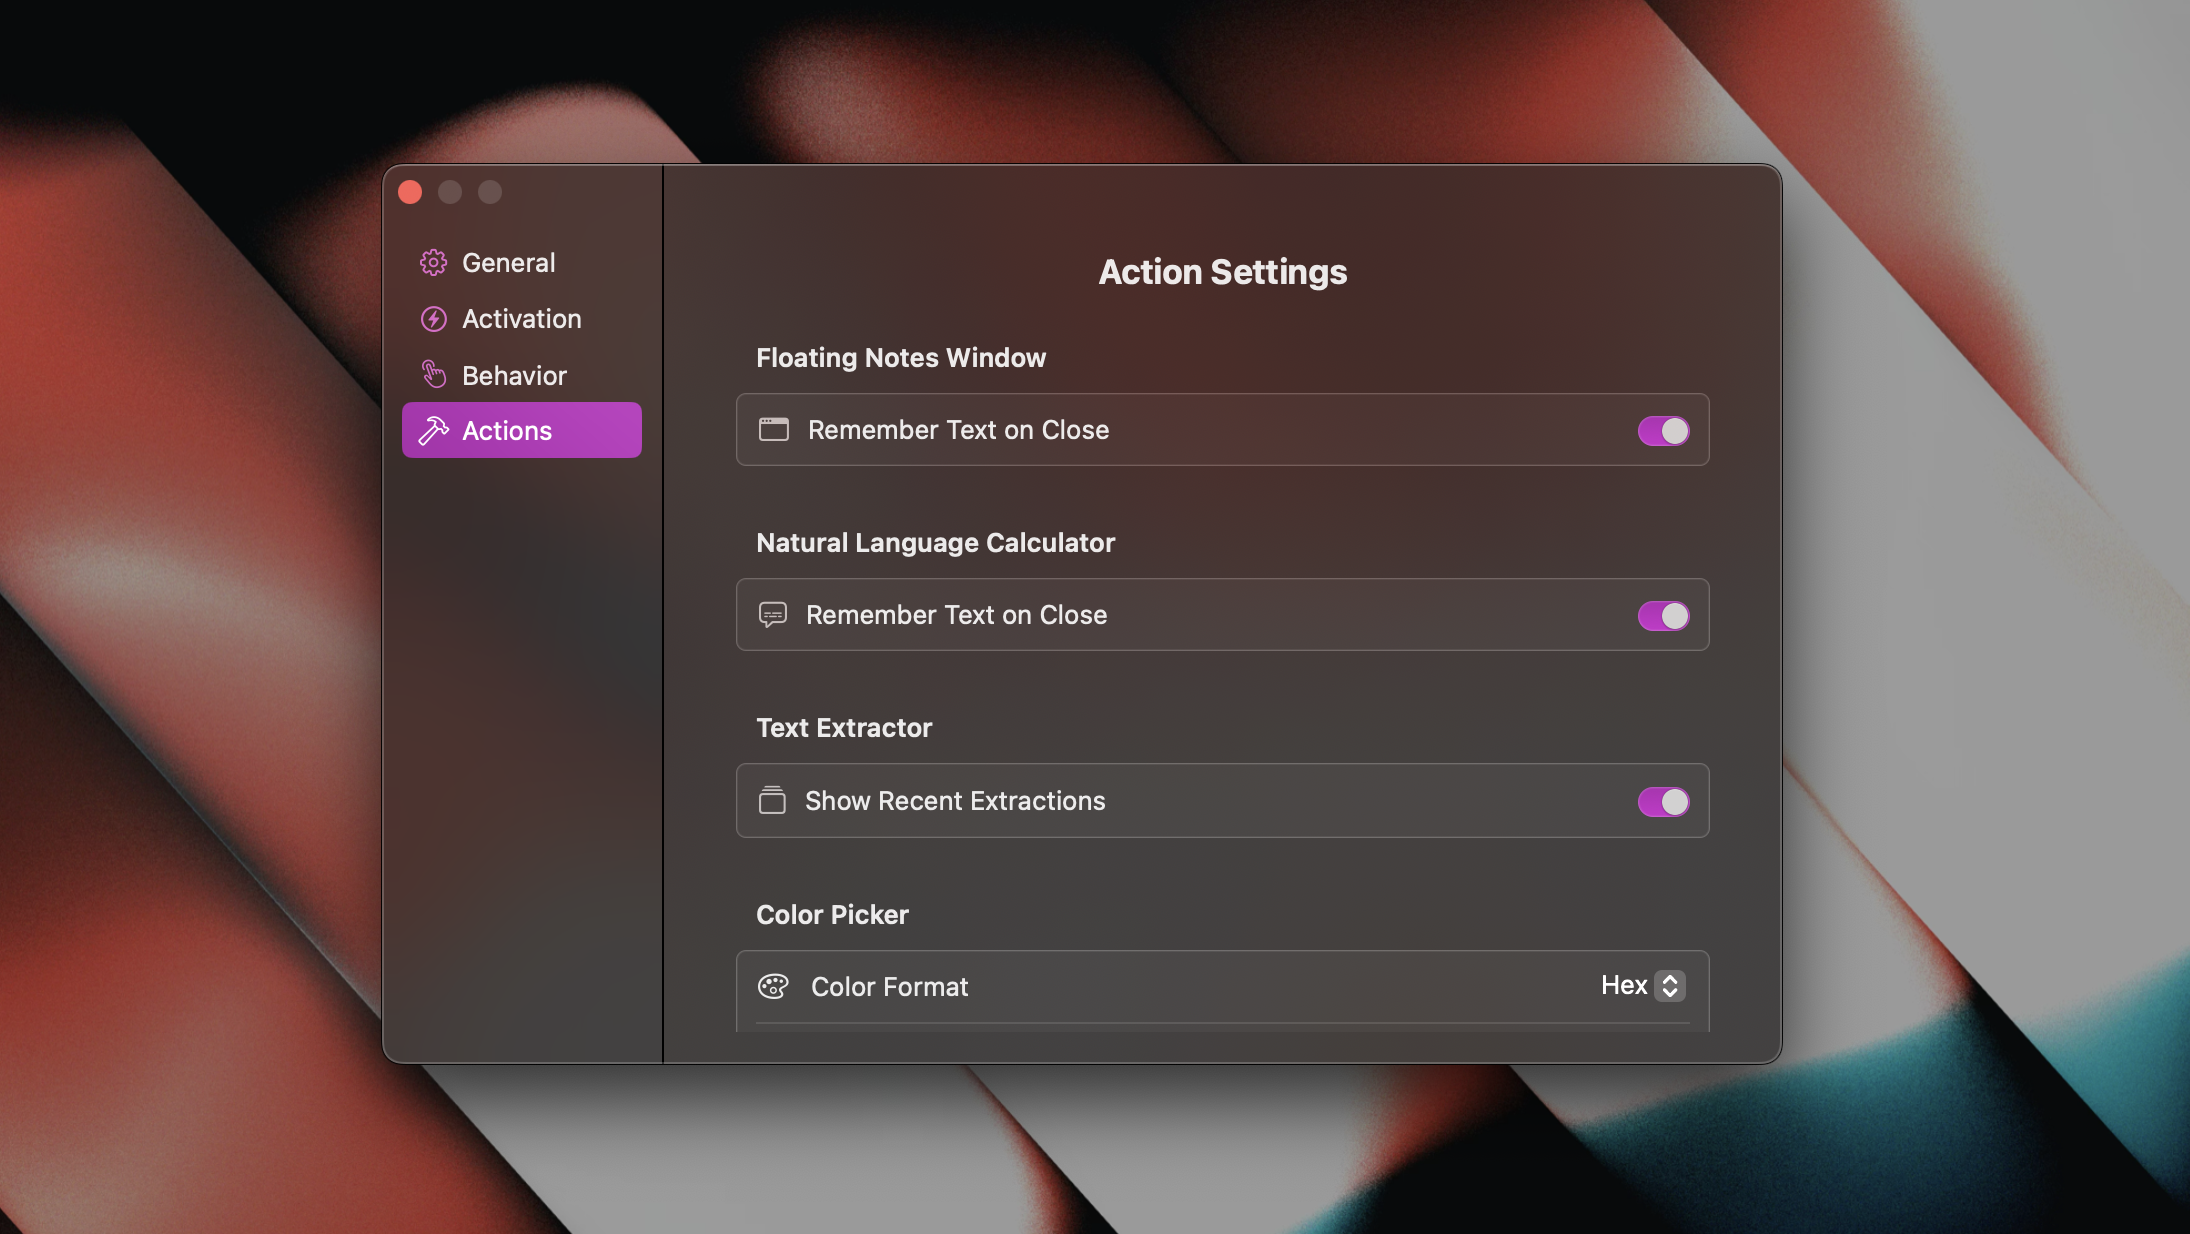 General
Activation
Behavior
Actions
Action Settings
Floating Notes Window
Remember Text on Close
Natural Language Calculator
Remember Text on Close
Text Extractor
Show Recent Extractions
Color Picker
Color Format Hex